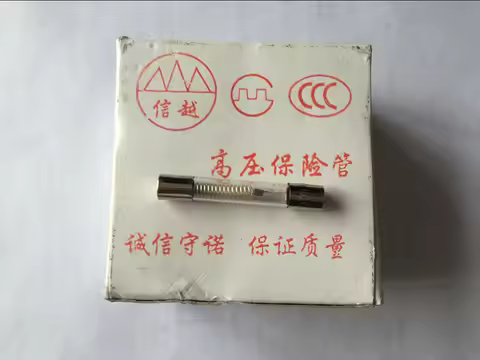 信越
CCC
高压保险管
诚信守诺 保证质量